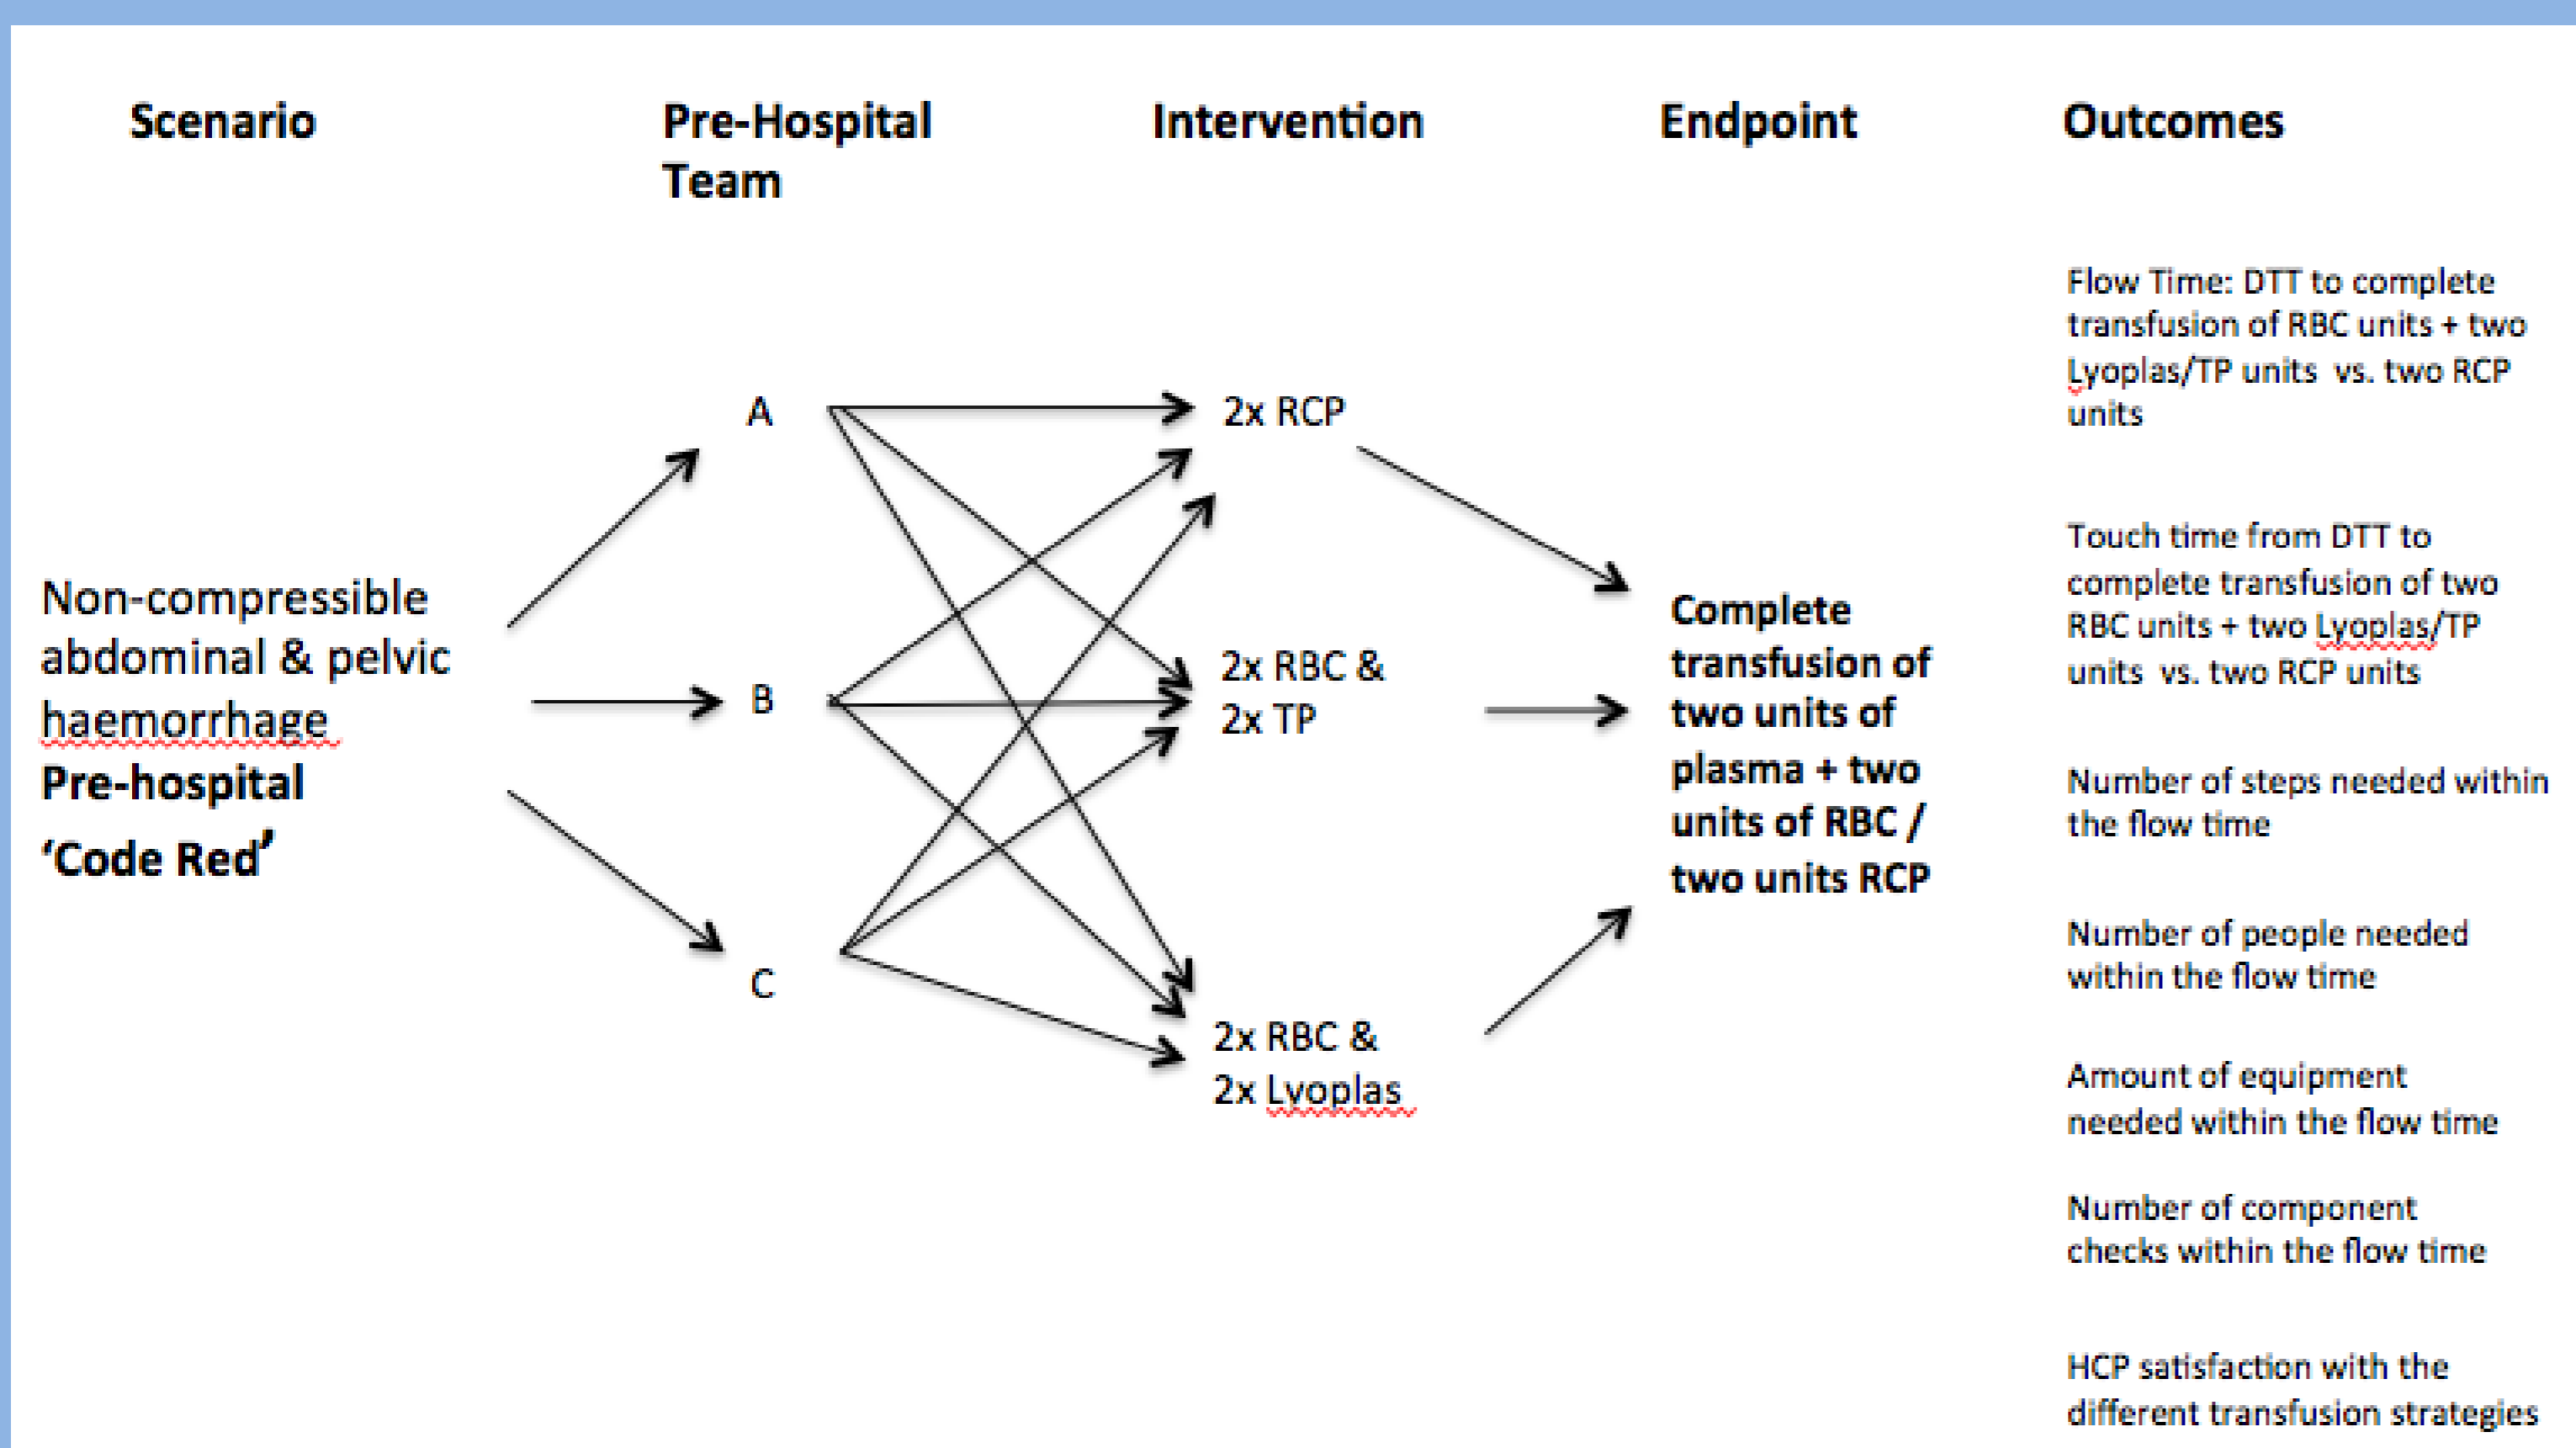 Scenario
Pre-Hospital
Team
Intervention
Endpoint
Outcomes
Non-compressible
abdominal & pelvic
haemorrhage
Pre-hospital
‘Code Red’
A
B
C
2x RCP
2x RBC &
2x TP
2x RBC &
2x Lyoplas
Complete
transfusion of
two units of
plasma + two
units of RBC /
two units RCP
Flow Time: DTT to complete
transfusion of RBC units + two
Lyoplas/TP units vs. two RCP
units
Touch time from DTT to
complete transfusion of two
RBC units + two Lyoplas/TP
units vs. two RCP units
Number of steps needed within
the flow time
Number of people needed
within the flow time
Amount of equipment
needed within the flow time
Number of component
checks within the flow time
HCP satisfaction with the
different transfusion strategies